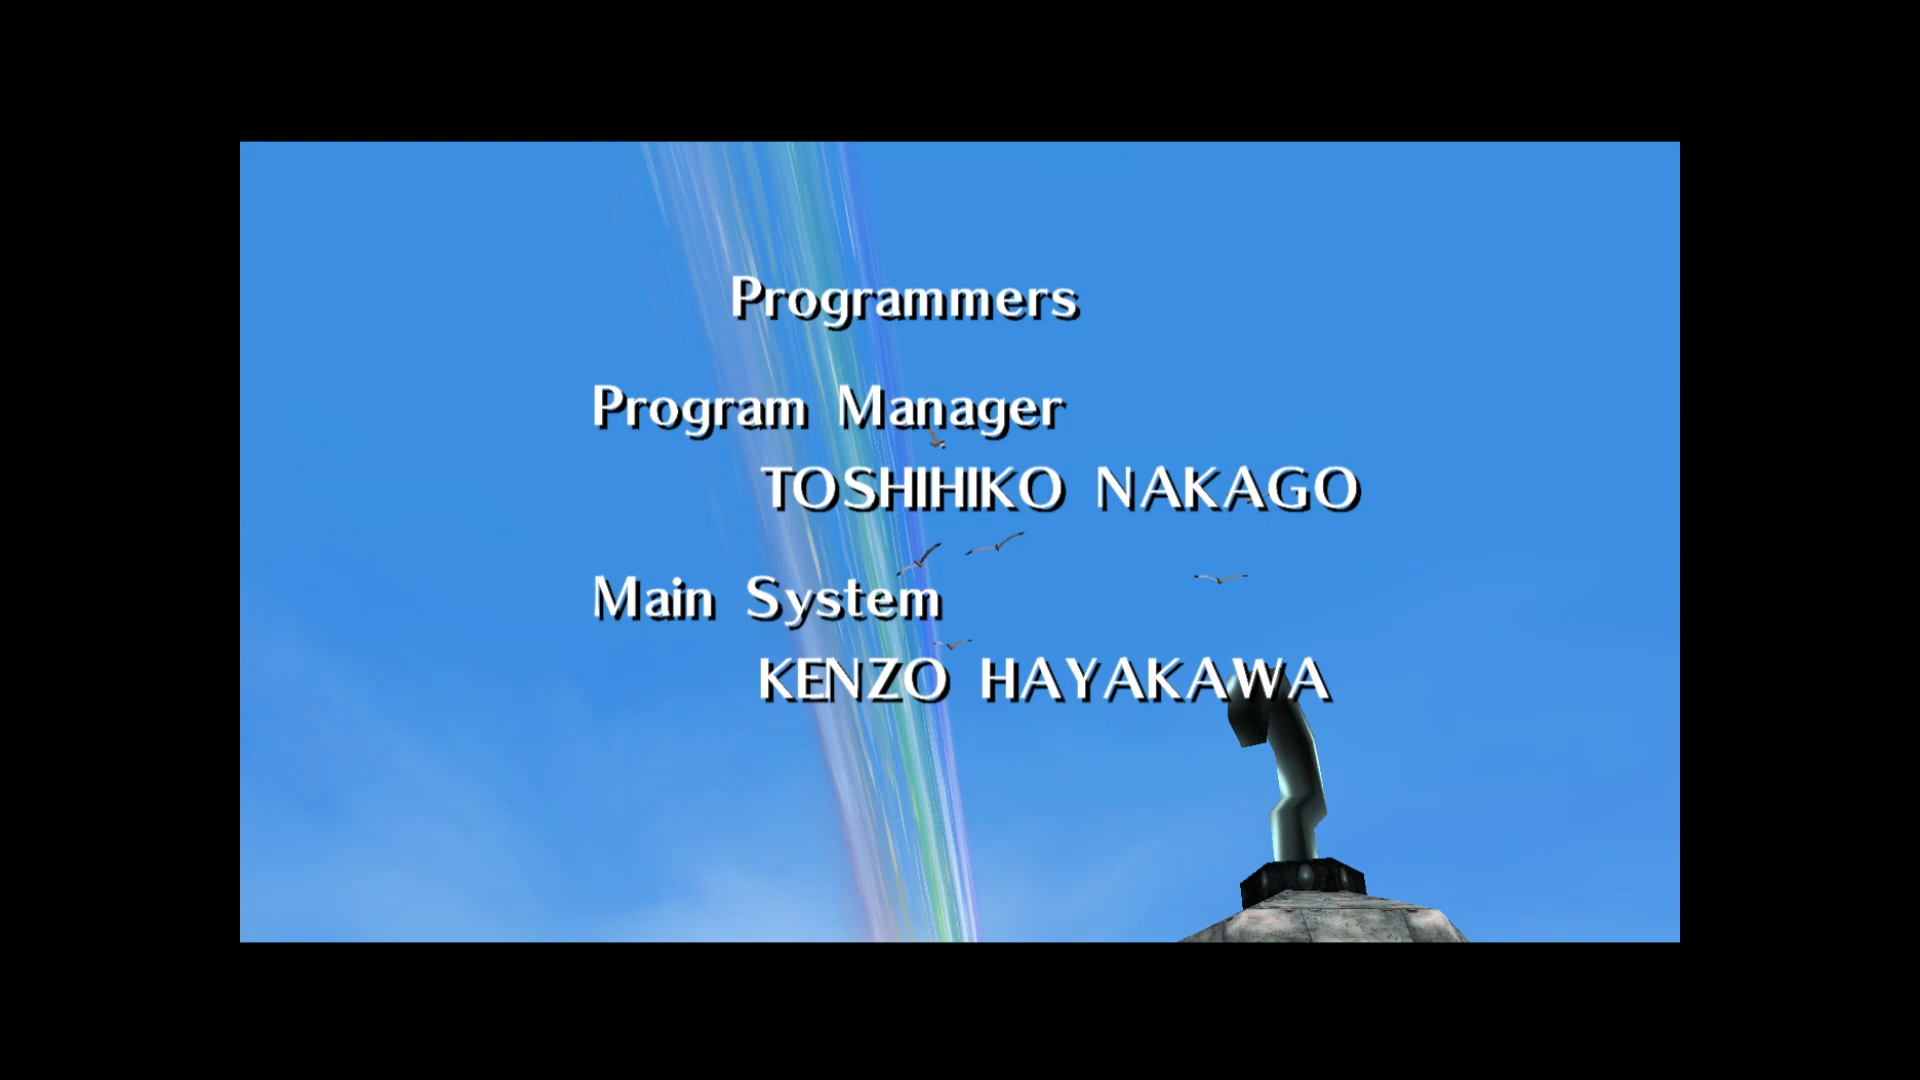 Programmers
Program Manager
TOSHIHIKO NAKAGO
Main System
KENZO HAYAKAWA